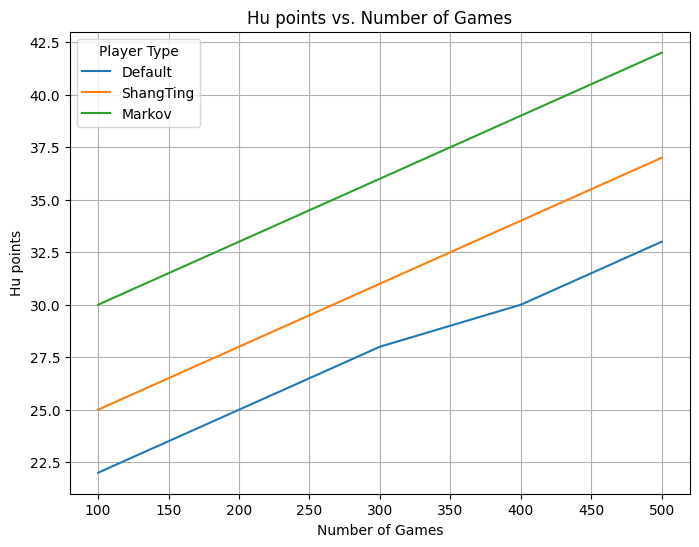 Hu points vs. Number of Games
Player Type
Default
ShangTing
Markov
Hu points
42.5
40.0
37.5
35.0
32.5
30.0
27.5
25.0
22.5
100 150 200 250 300 350 400 450 500
Number of Games